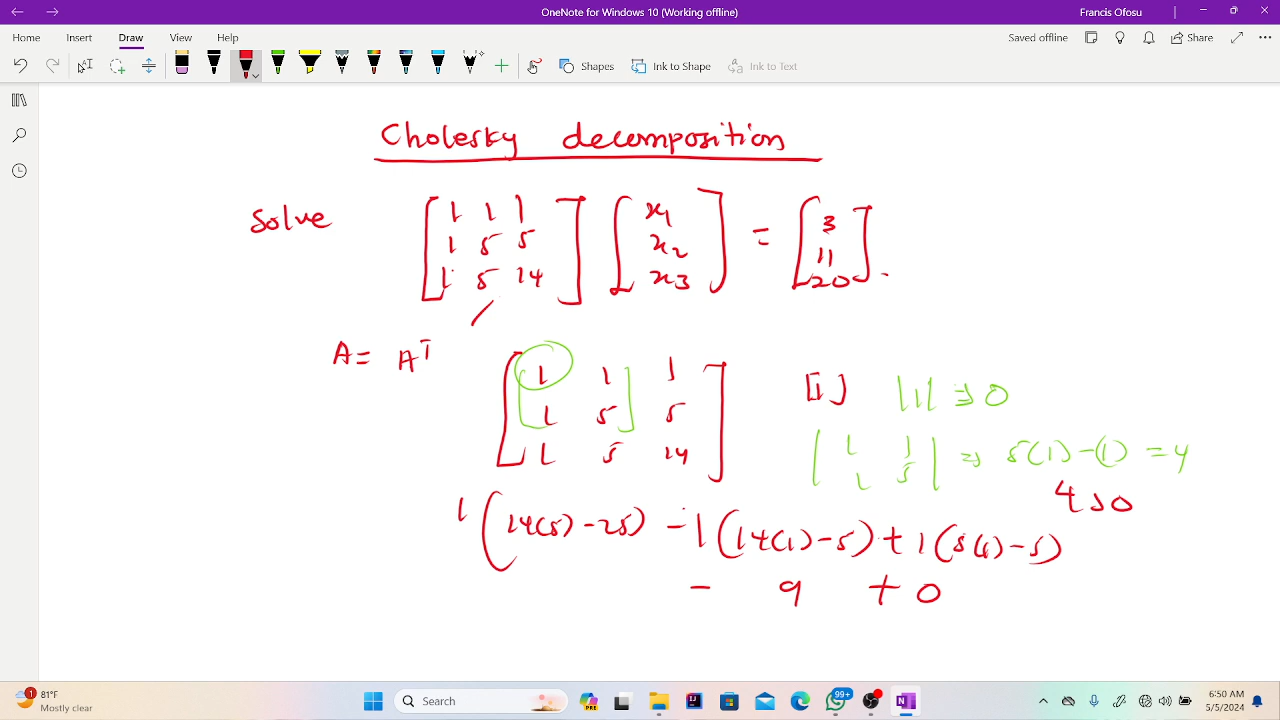 OneNote for Windows 10 (Working offline)
Francis Ofosu
Home Insert Draw View Help
Saved offline
Share
Shapes
Ink to Shape
Ink to Text
Cholesky decomposition
Solve
1 1 1 x1 3
1 5 5 x2 = 11
1 5 14 x3 20.
A = A^T
1 1 1
1 5 5
1 5 14
[1] |1| => 0
1 1
1 5 => 5(1) - (1) = 4
4 > 0
1(14(5) - 25) - 1(14(1) - 5) + 1(5(1) - 5)
- 9 + 0
81°F
Mostly clear
1
Search
PRE
99+
6:50 AM
5/5/2024